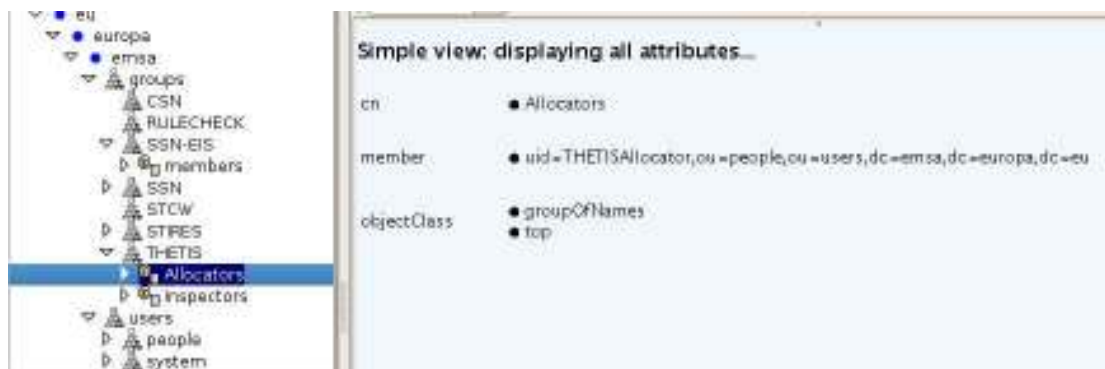 eu
europa
emsa
groups
CSN
RULECHECK
SSN-EIS
members
SSN
STCW
STIRES
THETIS
Allocators
inspectors
users
people
system
Simple view: displaying all attributes...
cn
Allocators
member
uid=THETISAllocator,ou=people,ou=users,dc=emsa,dc=europa,dc=eu
objectClass
groupOfNames
top